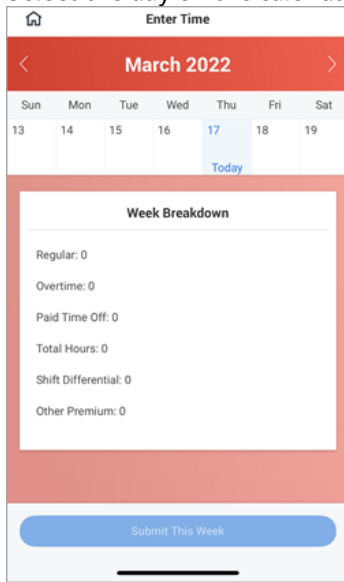 Enter Time
March 2022
Sun Mon Tue Wed Thu Fri Sat
13 14 15 16 17 18 19
Today
Week Breakdown
Regular: 0
Overtime: 0
Paid Time Off: 0
Total Hours: 0
Shift Differential: 0
Other Premium: 0
Submit This Week